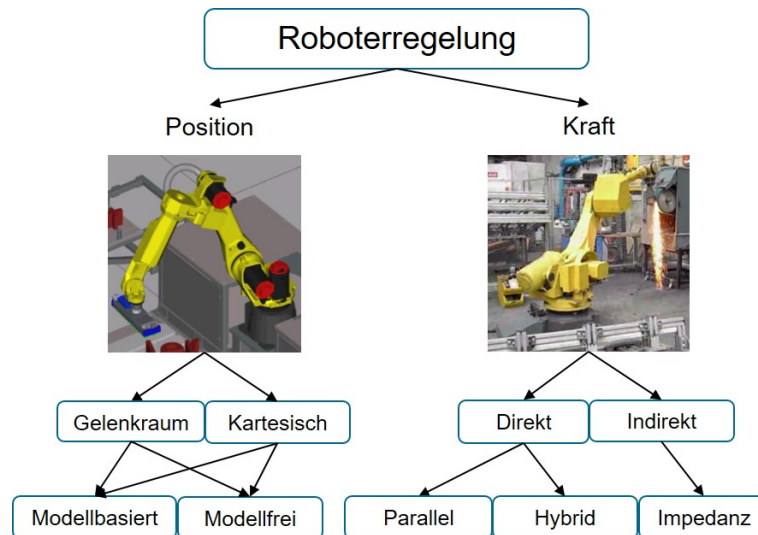 Roboterregelung
Position
Kraft
Gelenkraum
Kartesisch
Direkt
Indirekt
Modellbasiert
Modellfrei
Parallel
Hybrid
Impedanz